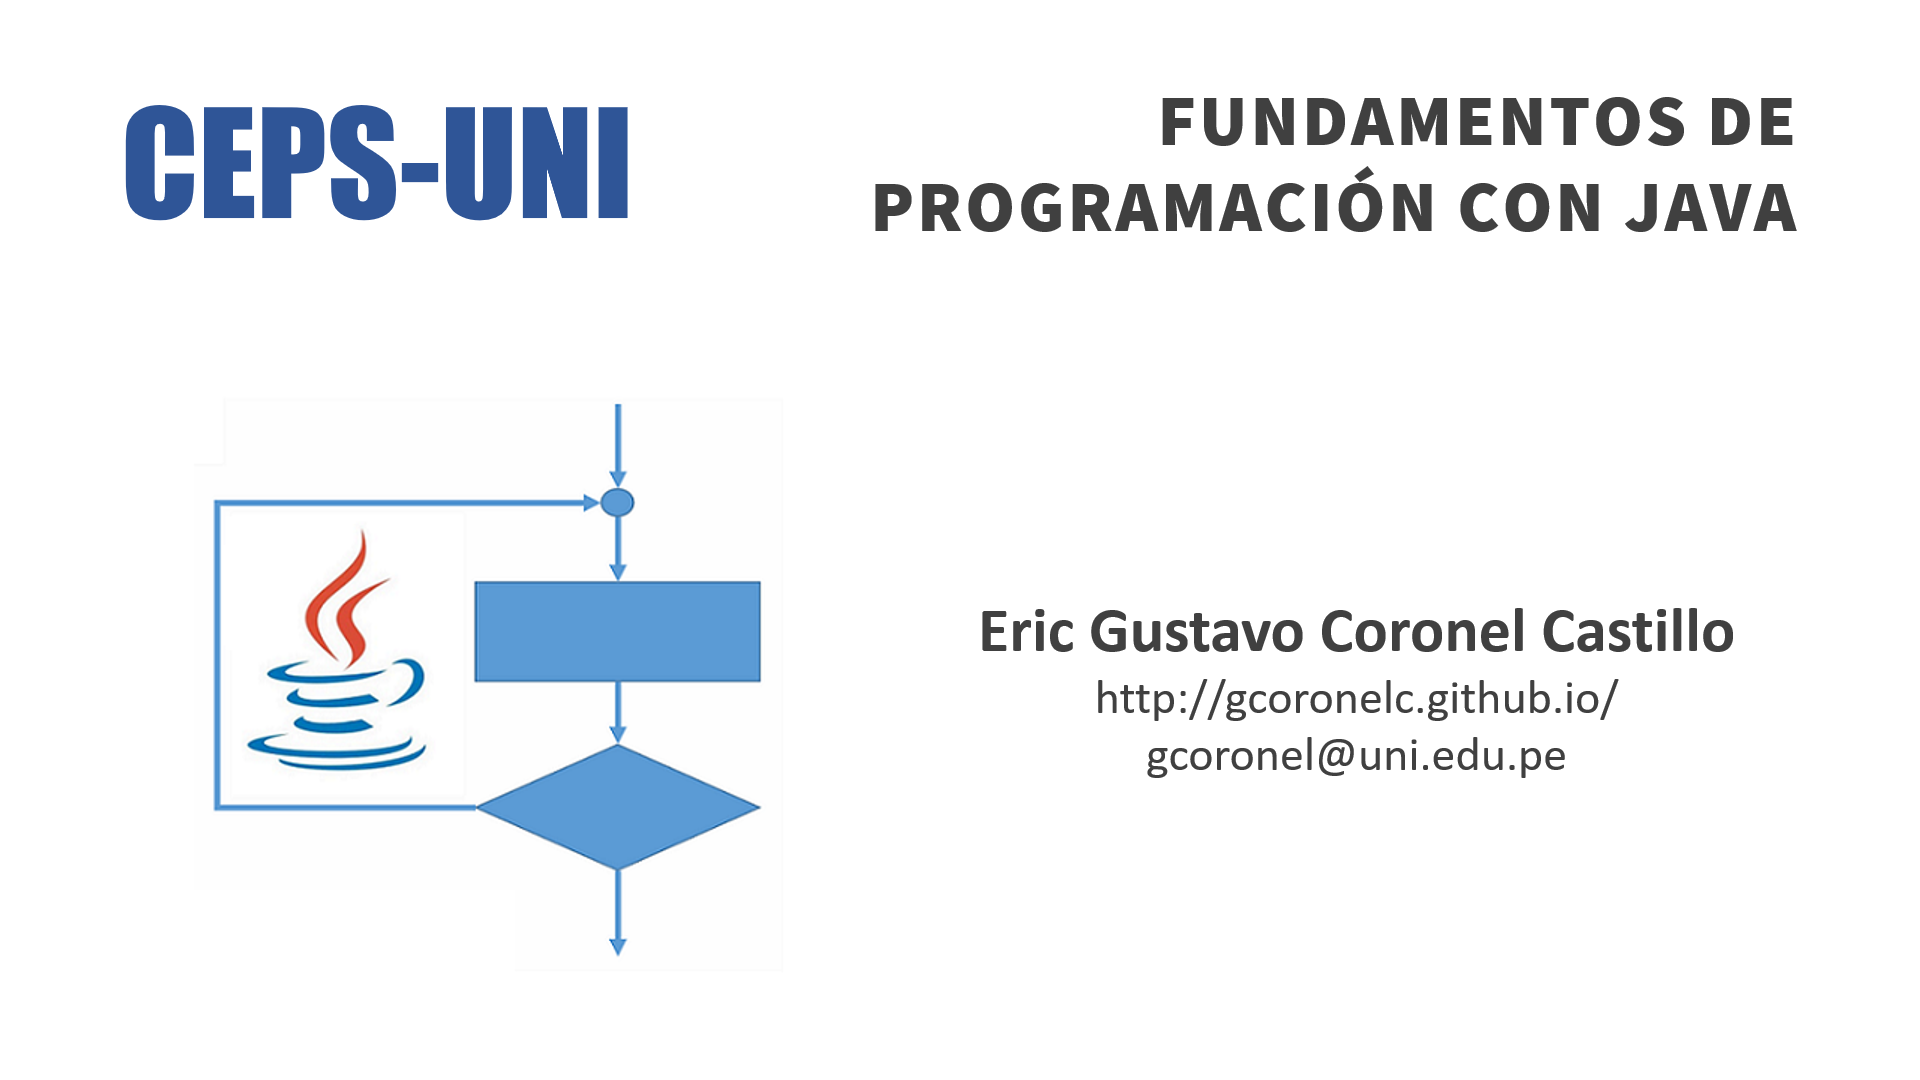 CEPS-UNI
FUNDAMENTOS DE
PROGRAMACIÓN CON JAVA
Eric Gustavo Coronel Castillo
http://gcoronelc.github.io/
gcoronel@uni.edu.pe